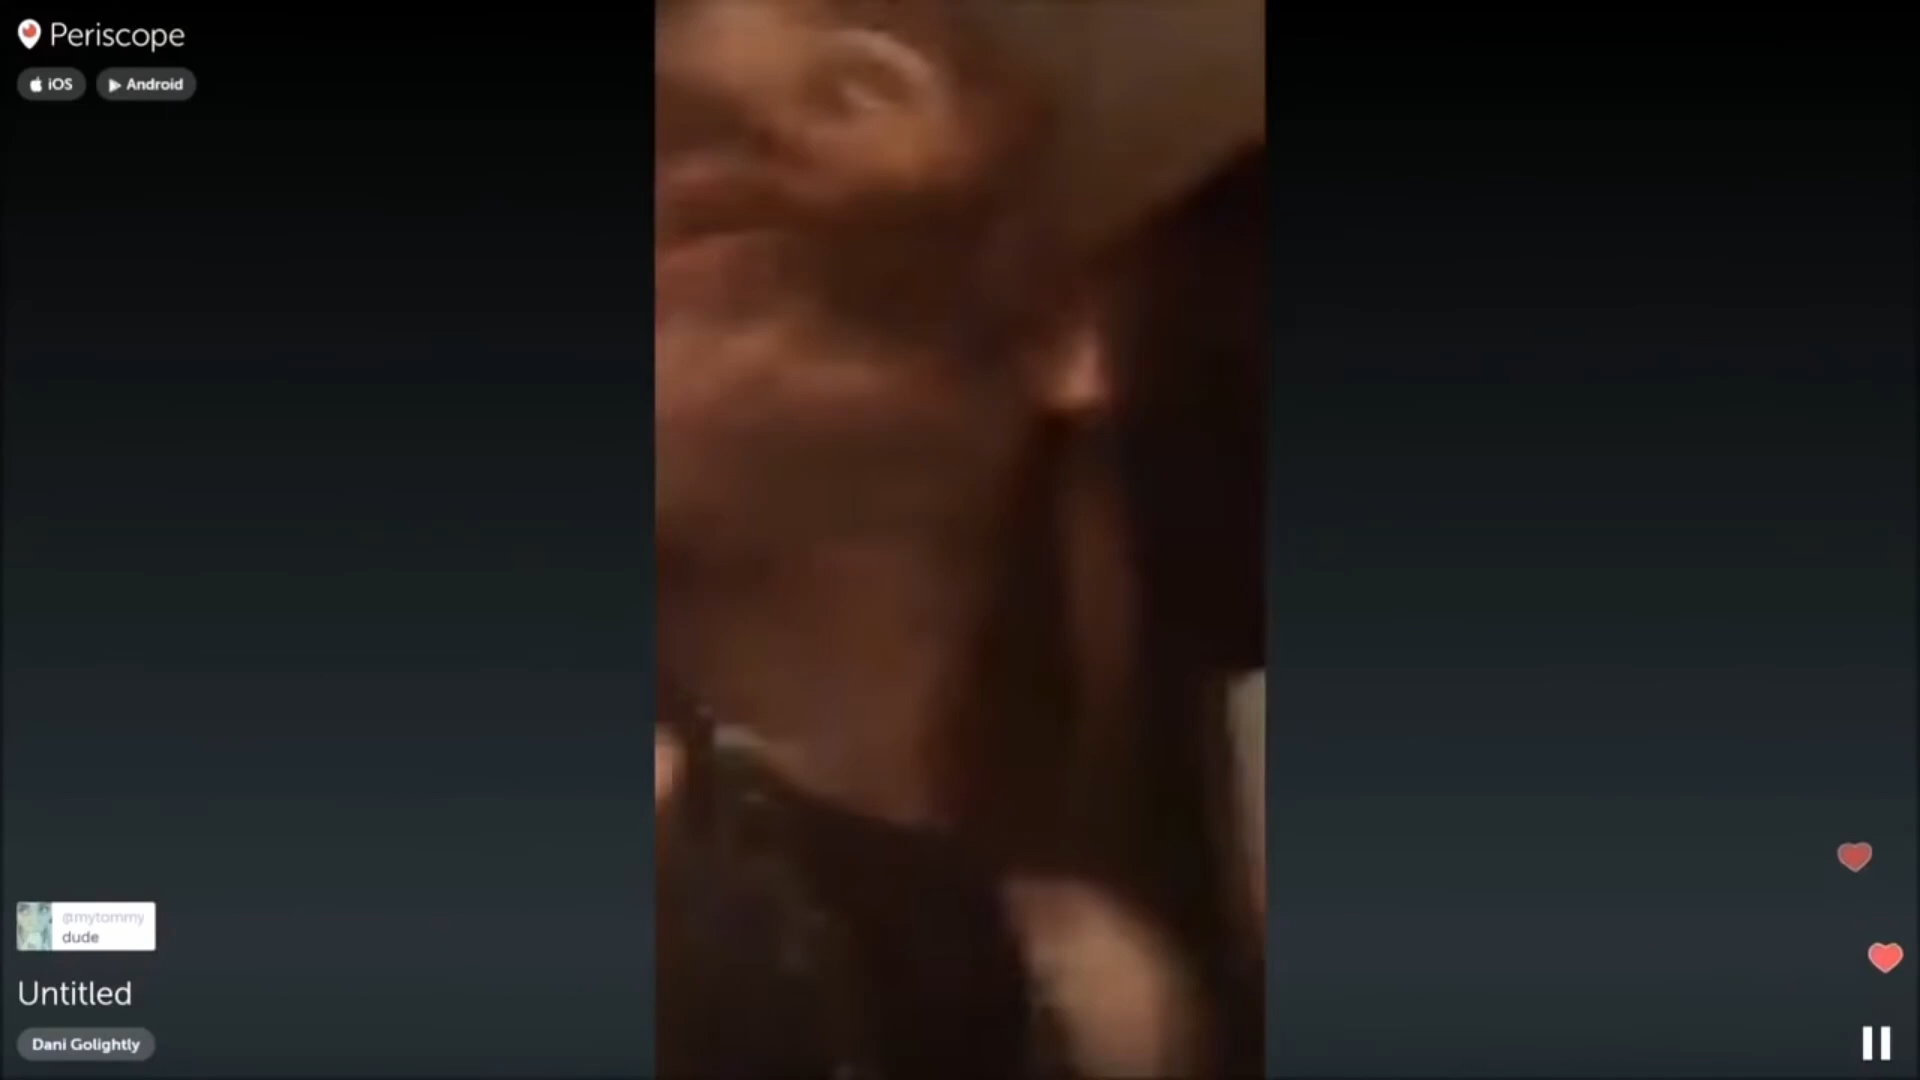 Periscope
iOS
Android
@mytommy
dude
Untitled
Dani Golightly